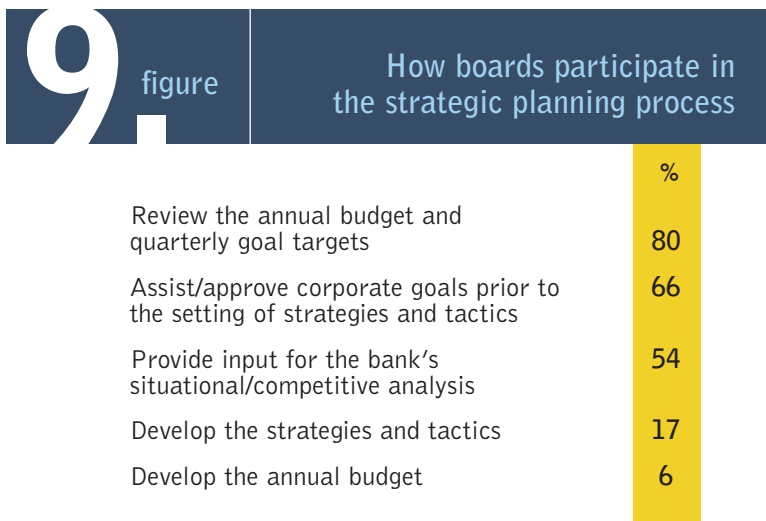 9.
figure
How boards participate in
the strategic planning process
%
Review the annual budget and
quarterly goal targets 80
Assist/approve corporate goals prior to 66
the setting of strategies and tactics
Provide input for the bank’s 54
situational/competitive analysis
Develop the strategies and tactics 17
Develop the annual budget 6